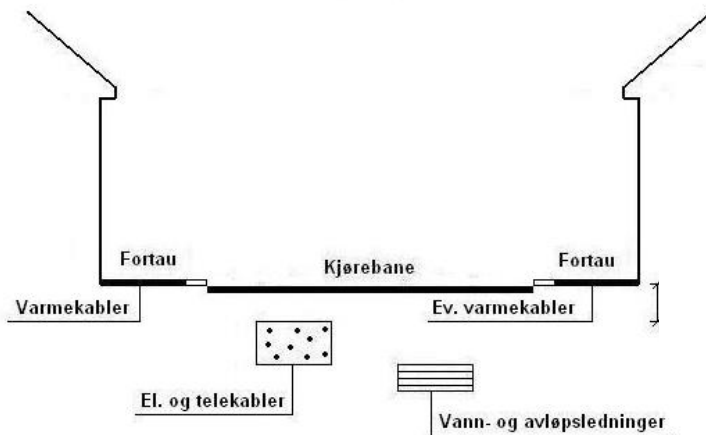 Fortau
Kjørebane
Fortau
Varmekabler
Ev. varmekabler
El. og telekabler
Vann- og avløpsledninger